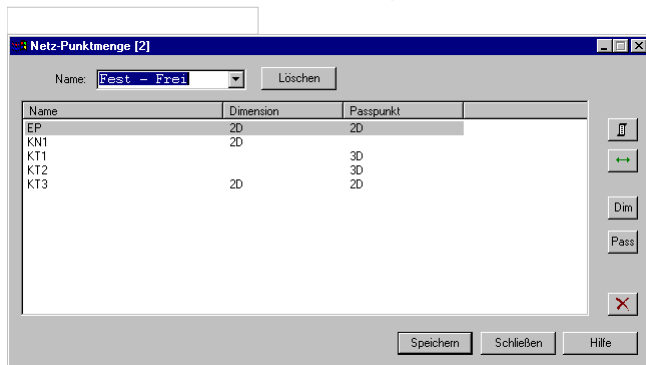 Netz-Punktmenge [2]
Name: Fest - Frei Löschen
Name Dimension Passpunkt
EP 2D 2D
KN1 2D
KT1 3D
KT2 3D
KT3 2D 2D
Dim
Pass
Speichern Schließen Hilfe